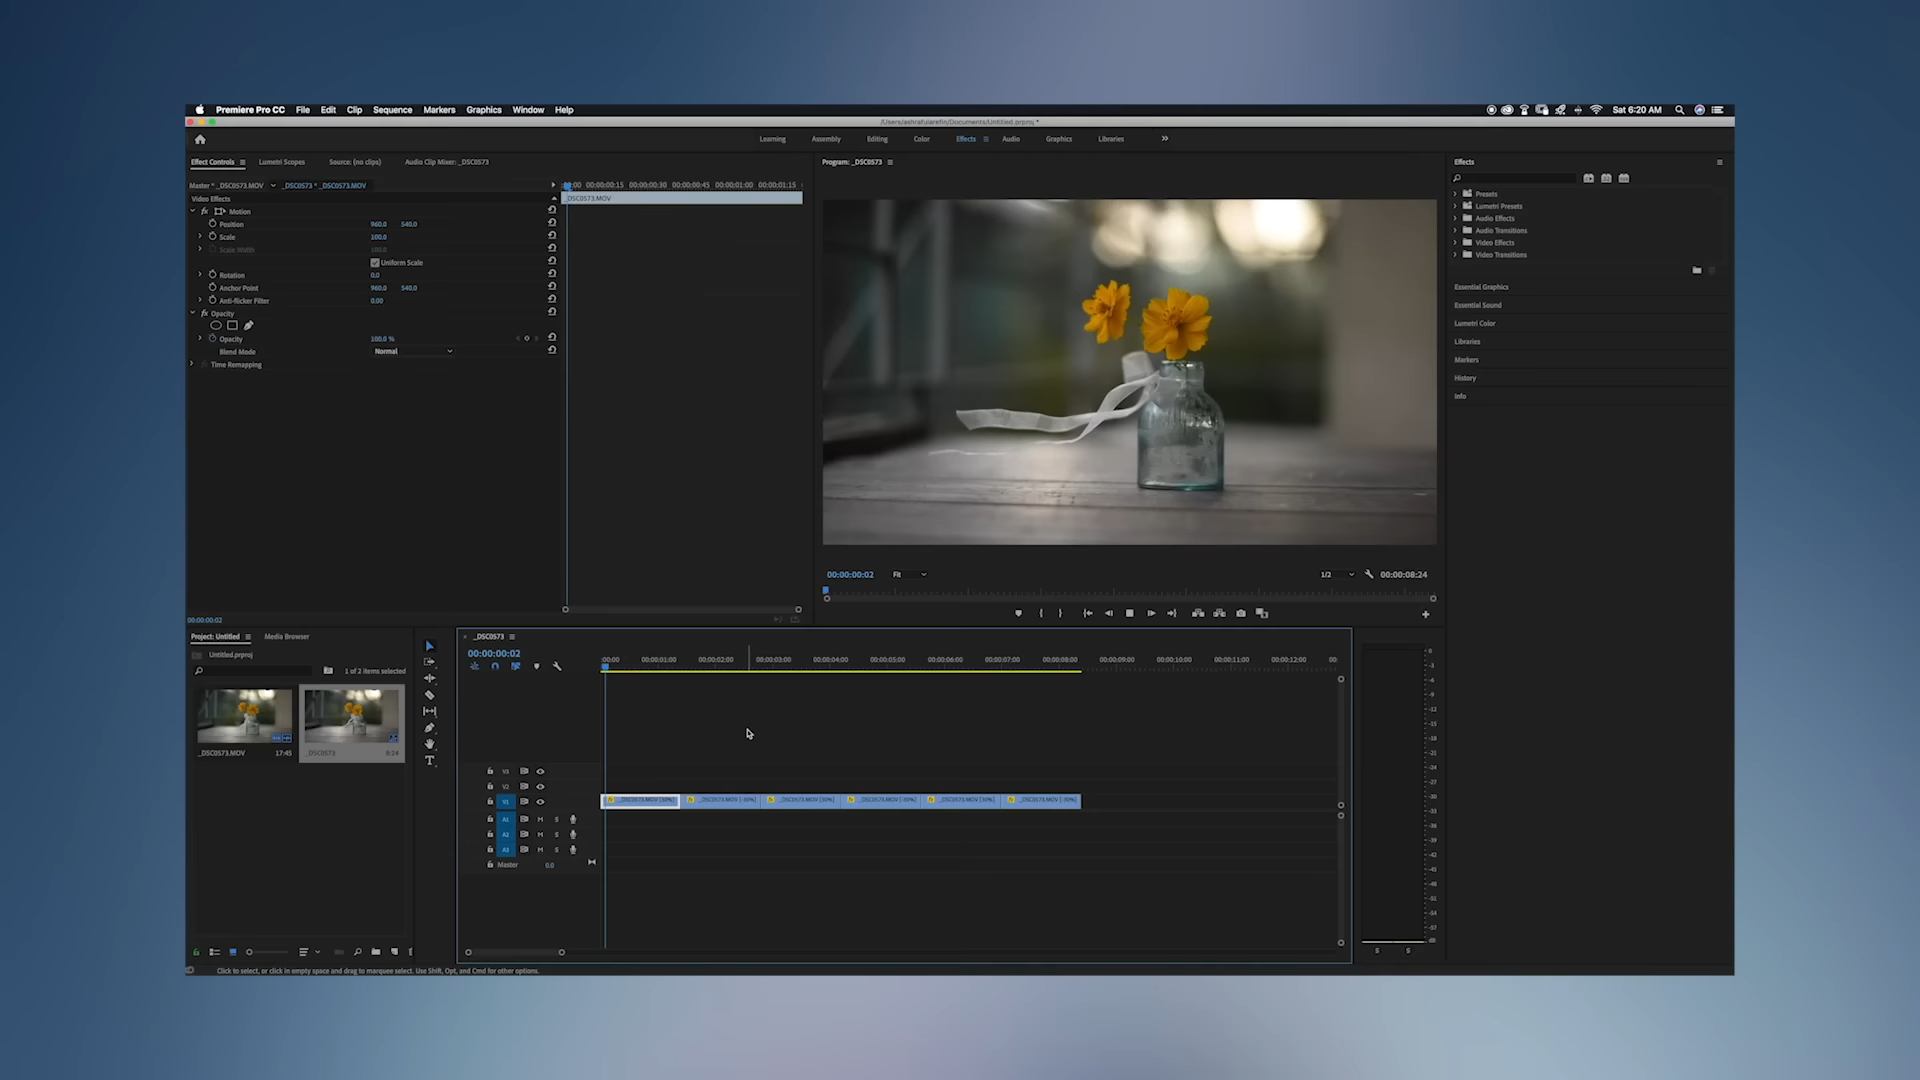 Premiere Pro CC File Edit Clip Sequence Markers Graphics Window Help Sat 6:20 AM
/Users/ashrafularefin/Documents/Untitled.prproj *
Learning Assembly Editing Color Effects Audio Graphics Libraries
Effect Controls Lumetri Scopes Source: (no clips) Audio Clip Mixer: _DSC0573
Master * _DSC0573.MOV _DSC0573 * _DSC0573.MOV
:00:00 00:00:00:15 00:00:00:30 00:00:00:45 00:00:01:00 00:00:01:15
Video Effects
_DSC0573.MOV
fx Motion
Position 960.0 540.0
Scale 100.0
Scale Width 100.0
Uniform Scale
Rotation 0.0
Anchor Point 960.0 540.0
Anti-flicker Filter 0.00
fx Opacity
Opacity 100.0 %
Blend Mode Normal
Time Remapping
00:00:00:02
Program: _DSC0573
00:00:00:02 Fit 1/2 00:00:08:24
Effects
Presets
Lumetri Presets
Audio Effects
Audio Transitions
Video Effects
Video Transitions
Essential Graphics
Essential Sound
Lumetri Color
Libraries
Markers
History
Info
Project: Untitled Media Browser
Untitled.prproj
1 of 2 items selected
_DSC0573.MOV 17:45
_DSC0573 8:24
_DSC0573
00:00:00:02
:00:00 00:00:01:00 00:00:02:00 00:00:03:00 00:00:04:00 00:00:05:00 00:00:06:00 00:00:07:00 00:00:08:00 00:00:09:00 00:00:10:00 00:00:11:00 00:00:12:00 00:
V3
V2
V1 _DSC0573.MOV [30%] _DSC0573.MOV [-30%] _DSC0573.MOV [30%] _DSC0573.MOV [-30%] _DSC0573.MOV [30%] _DSC0573.MOV [-30%]
A1 M S
A2 M S
A3 M S
Master 0.0
0
-3
-6
-9
-12
-15
-18
-21
-24
-27
-30
-33
-36
-39
-42
-45
-48
-51
-54
-57
dB
S S
Click to select, or click in empty space and drag to marquee select. Use Shift, Opt, and Cmd for other options.